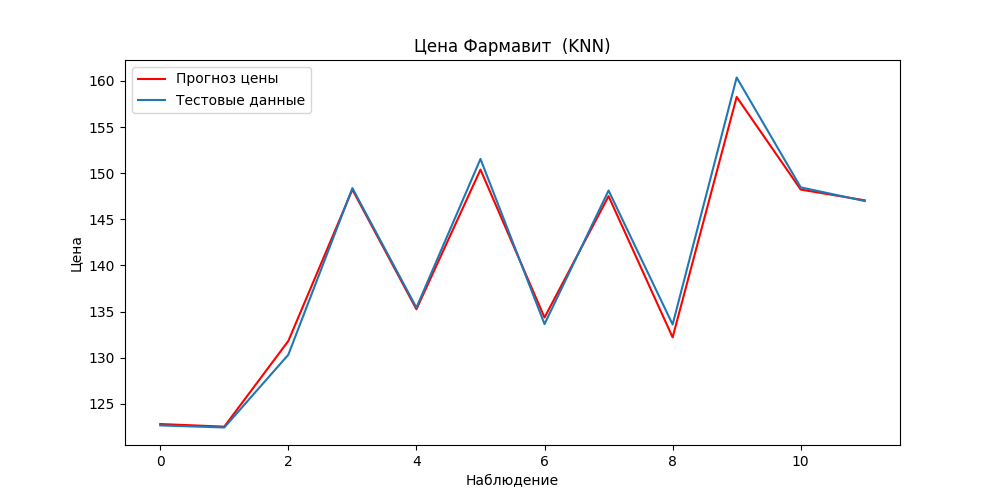 Цена Фармавит  (KNN)
Прогноз цены
Тестовые данные
160
155
150
145
140
135
130
125
Цена
0 2 4 6 8 10
Наблюдение